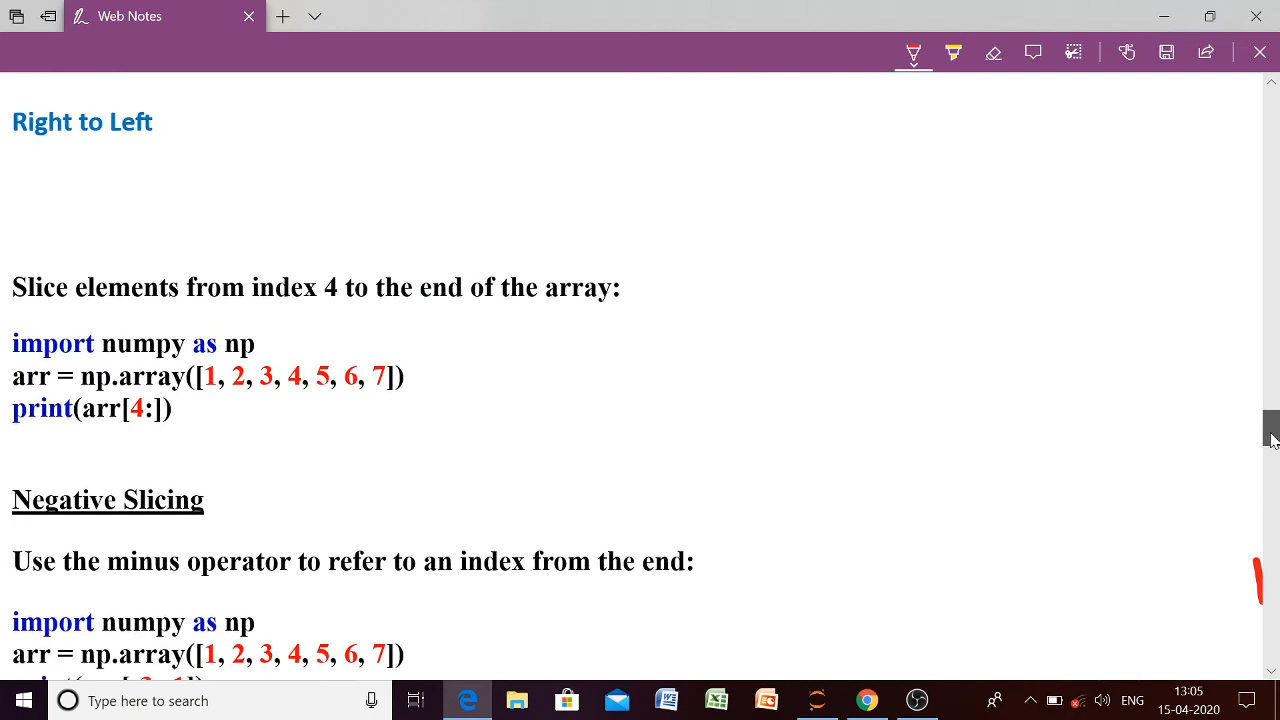 Web Notes
Right to Left
Slice elements from index 4 to the end of the array:
import numpy as np
arr = np.array([1, 2, 3, 4, 5, 6, 7])
print(arr[4:])
Negative Slicing
Use the minus operator to refer to an index from the end:
import numpy as np
arr = np.array([1, 2, 3, 4, 5, 6, 7])
Type here to search
ENG
13:05
15-04-2020